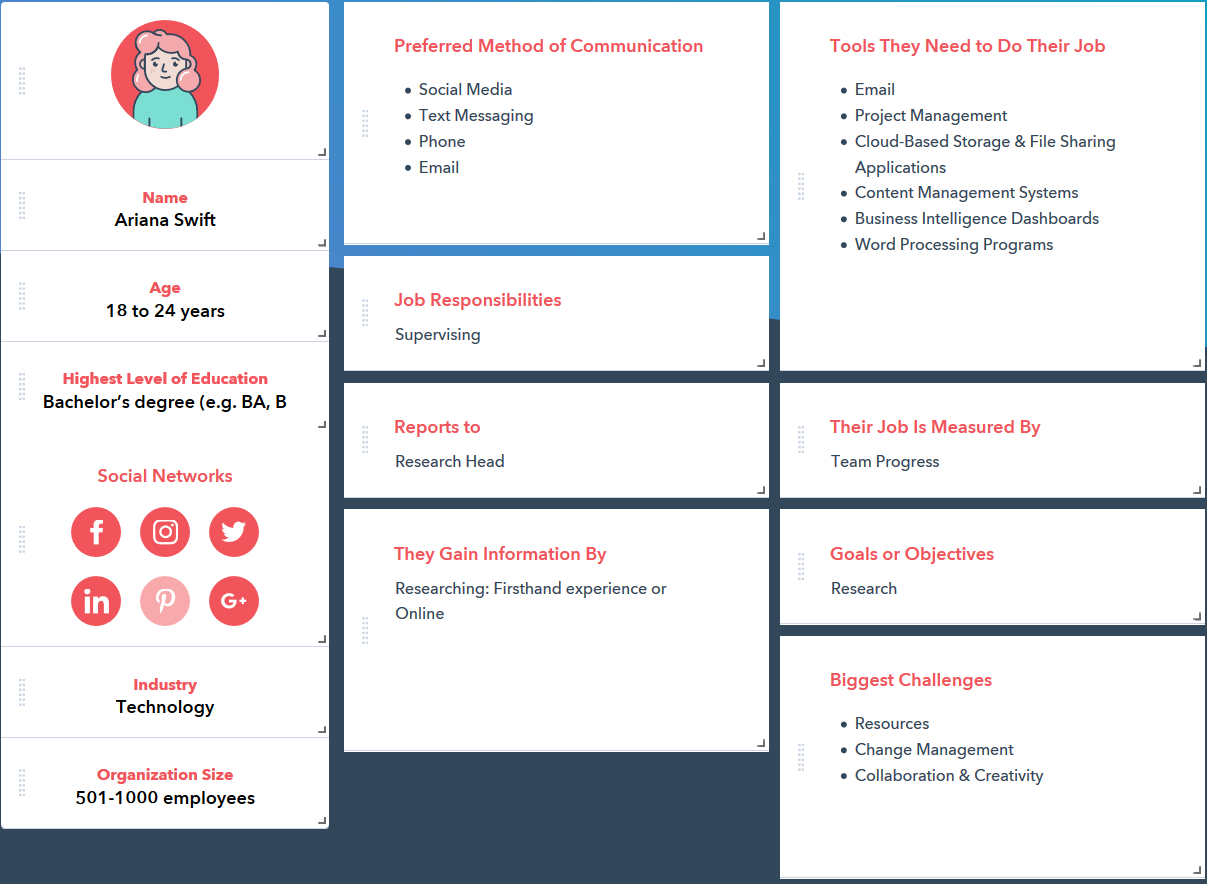 Name
Ariana Swift
Age
18 to 24 years
Highest Level of Education
Bachelor’s degree (e.g. BA, B
Social Networks
f
in
G+
Industry
Technology
Organization Size
501-1000 employees
Preferred Method of Communication
Social Media
Text Messaging
Phone
Email
Job Responsibilities
Supervising
Reports to
Research Head
They Gain Information By
Researching: Firsthand experience or
Online
Tools They Need to Do Their Job
Email
Project Management
Cloud-Based Storage & File Sharing
Applications
Content Management Systems
Business Intelligence Dashboards
Word Processing Programs
Their Job Is Measured By
Team Progress
Goals or Objectives
Research
Biggest Challenges
Resources
Change Management
Collaboration & Creativity